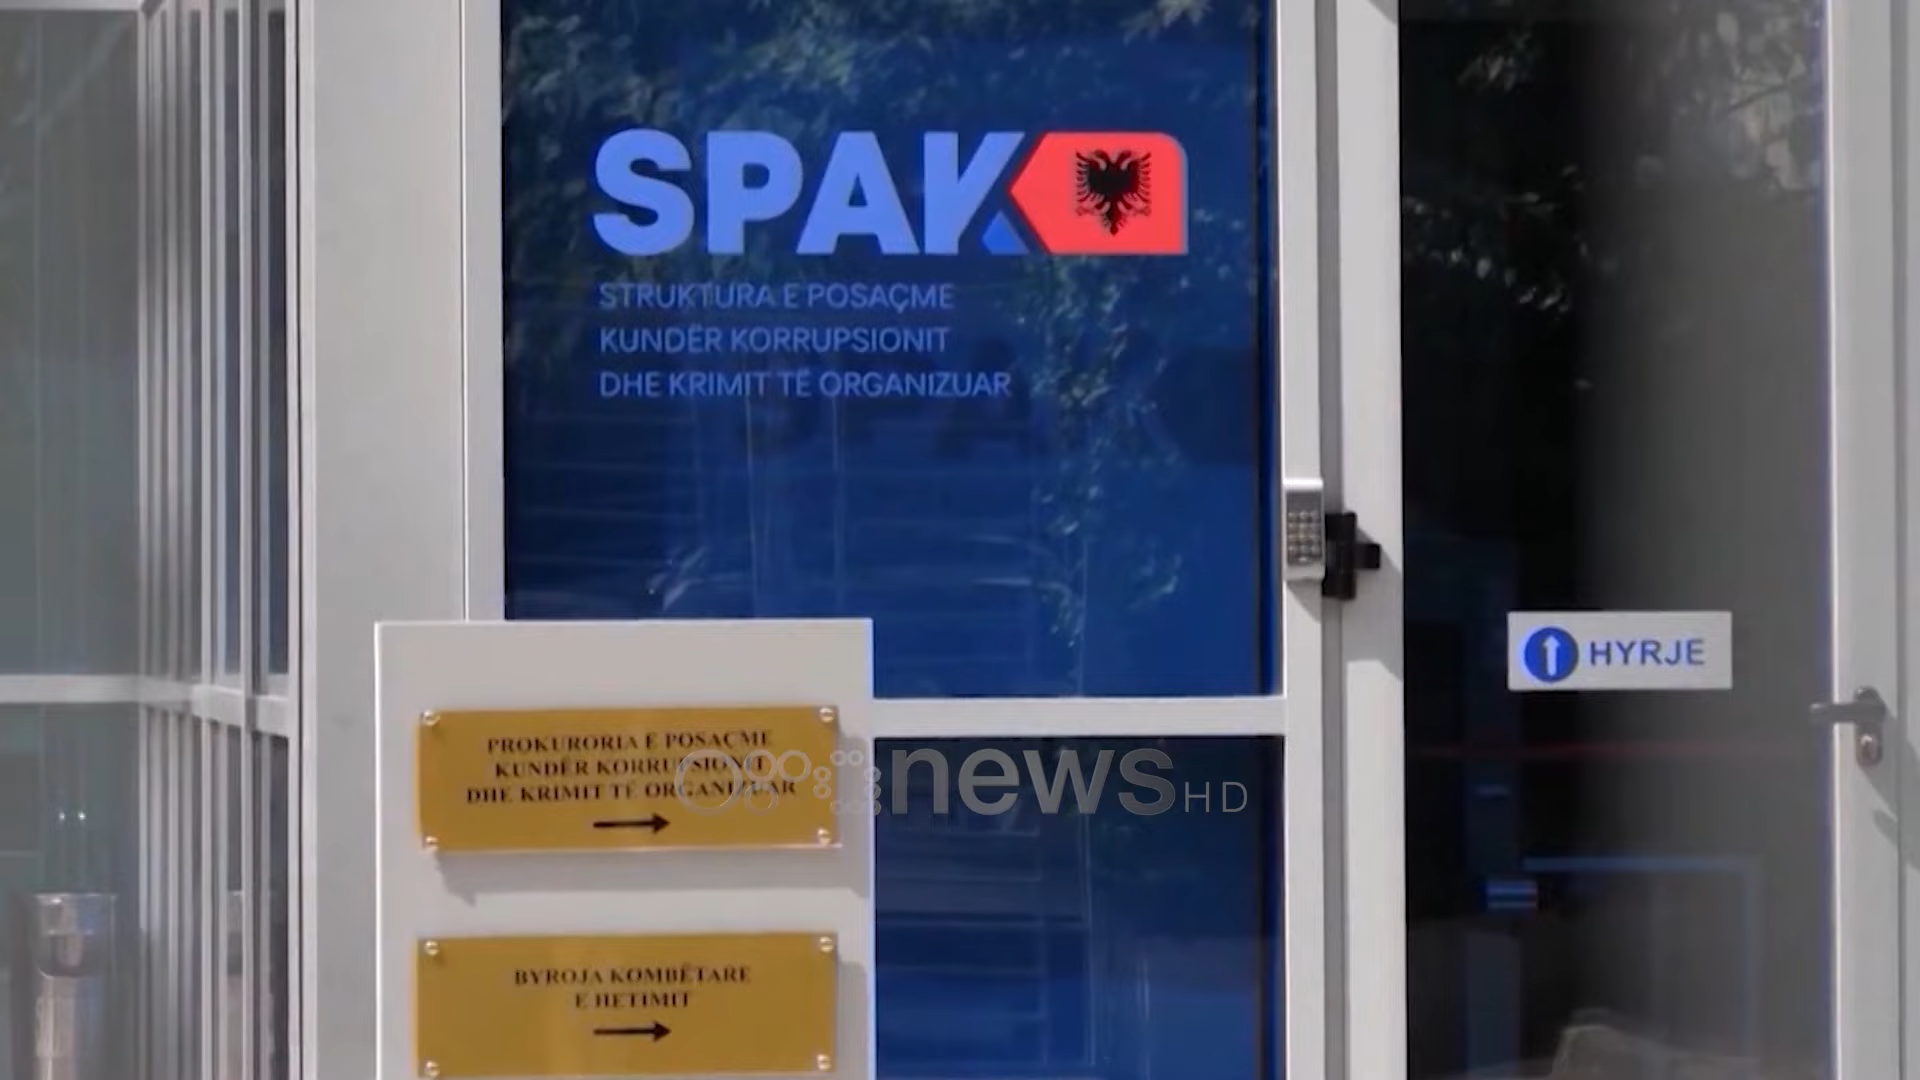 SPAK
STRUKTURA E POSAÇME
KUNDËR KORRUPSIONIT
DHE KRIMIT TË ORGANIZUAR
HYRJE
PROKURORIA E POSAÇME
KUNDËR KORRUPSIONIT
DHE KRIMIT TË ORGANIZUAR
news HD
BYROJA KOMBËTARE
E HETIMIT